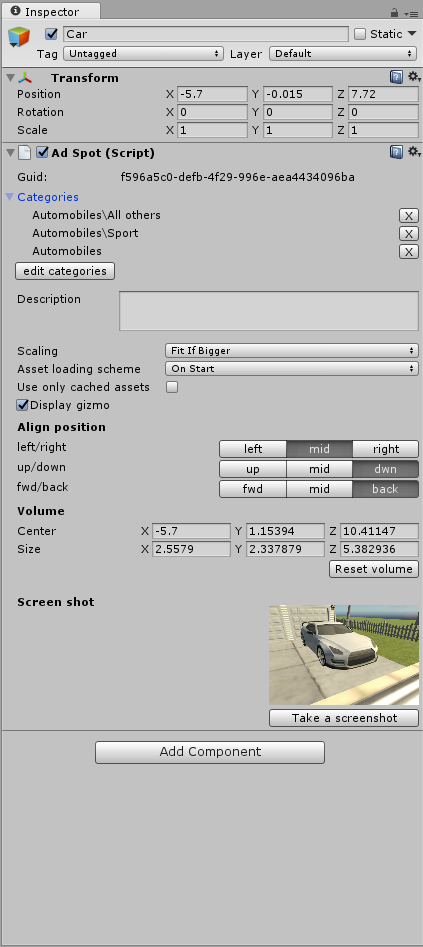 Inspector
Car Static
Tag Untagged Layer Default
Transform
Position X -5.7 Y -0.015 Z 7.72
Rotation X 0 Y 0 Z 0
Scale X 1 Y 1 Z 1
Ad Spot (Script)
Guid: f596a5c0-defb-4f29-996e-aea4434096ba
Categories
Automobiles\All others X
Automobiles\Sport X
Automobiles X
edit categories
Description
Scaling Fit If Bigger
Asset loading scheme On Start
Use only cached assets
Display gizmo
Align position
left/right left mid right
up/down up mid dwn
fwd/back fwd mid back
Volume
Center X -5.7 Y 1.15394 Z 10.41147
Size X 2.5579 Y 2.337879 Z 5.382936
Reset volume
Screen shot
Take a screenshot
Add Component